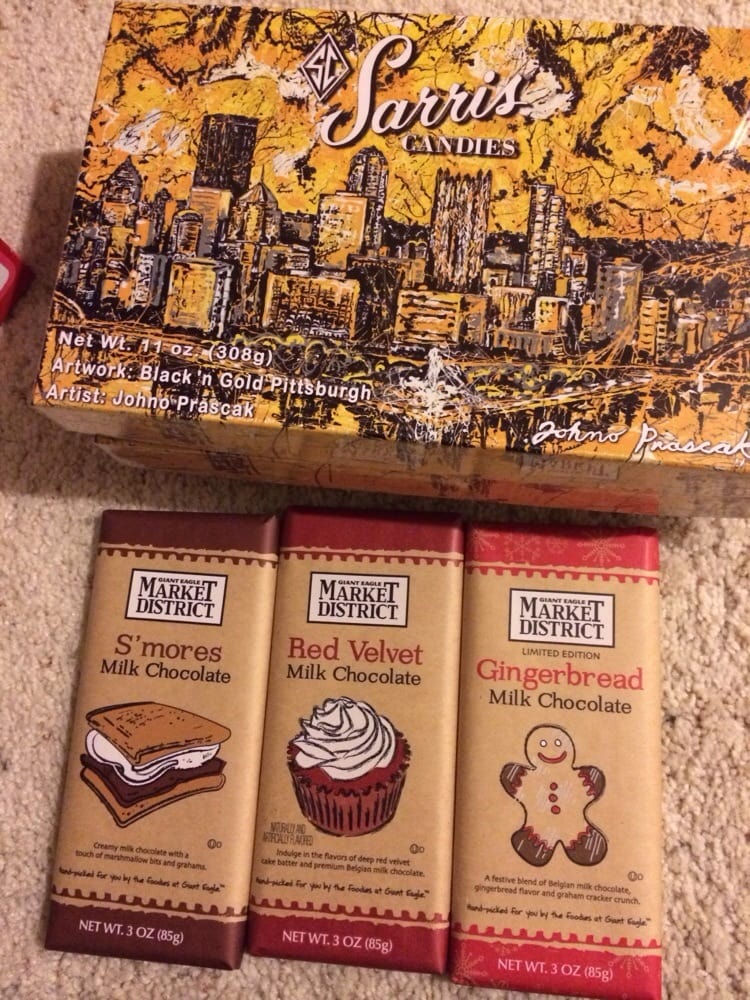 SC
Sarris
CANDIES
Net Wt. 11 oz. (308g)
Artwork: Black 'n Gold Pittsburgh
Artist: Johno Prascak
Johno Prascak
GIANT EAGLE
MARKET
DISTRICT
S'mores
Milk Chocolate
Creamy milk chocolate with a
touch of marshmallow bits and grahams.
hand-picked for you by the foodies at Giant Eagle.™
NET WT. 3 OZ (85g)
GIANT EAGLE
MARKET
DISTRICT
Red Velvet
Milk Chocolate
NATURALLY AND
ARTIFICIALLY FLAVORED
Indulge in the flavors of deep red velvet
cake batter and premium Belgian milk chocolate.
hand-picked for you by the foodies at Giant Eagle.™
NET WT. 3 OZ (85g)
GIANT EAGLE
MARKET
DISTRICT
LIMITED EDITION
Gingerbread
Milk Chocolate
A festive blend of Belgian milk chocolate,
gingerbread flavor and graham cracker crunch.
hand-picked for you by the foodies at Giant Eagle.™
NET WT. 3 OZ (85g)